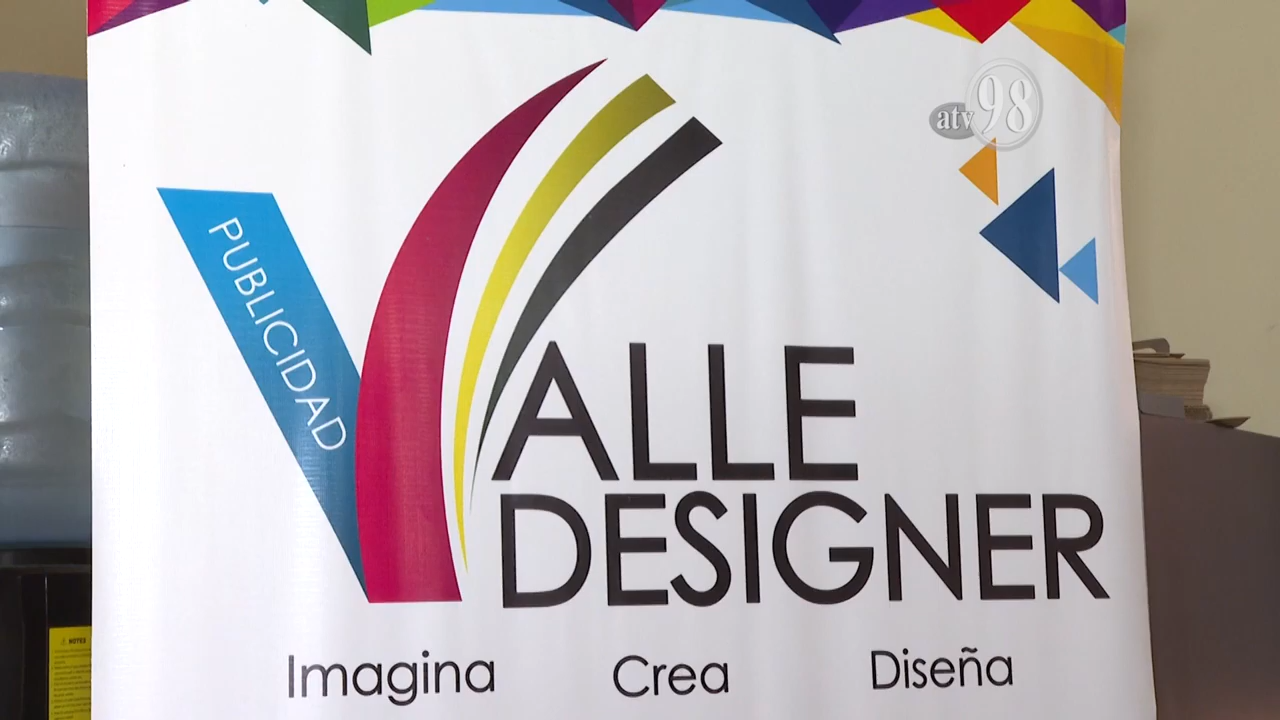 atv 98
PUBLICIDAD
VALLE
DESIGNER
Imagina Crea Diseña